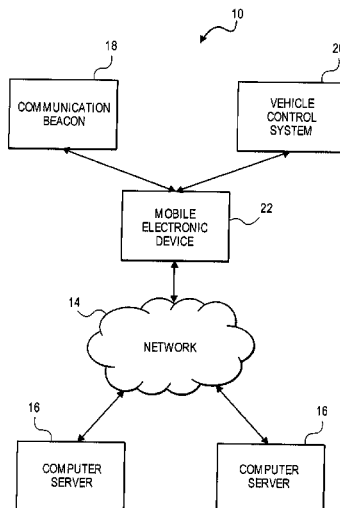 10
18
20
COMMUNICATION
BEACON
VEHICLE
CONTROL
SYSTEM
MOBILE
ELECTRONIC
DEVICE
22
14
NETWORK
16
16
COMPUTER
SERVER
COMPUTER
SERVER